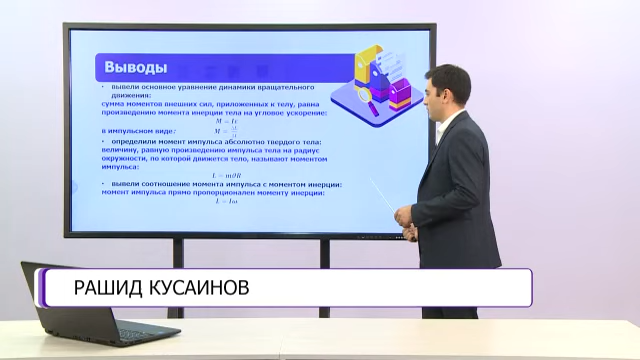 Выводы
• вывели основное уравнение динамики вращательного
движения:
сумма моментов внешних сил, приложенных к телу, равна
произведению момента инерции тела на угловое ускорение:
M = Iε
в импульсном виде: M =
• определили момент импульса абсолютно твердого тела:
величину, равную произведению импульса тела на радиус
окружности, по которой движется тело, называют моментом
импульса:
L = mϑR
• вывели соотношение момента импульса с моментом инерции:
момент импульса прямо пропорционален моменту инерции:
L = Iω
РАШИД КУСАИНОВ